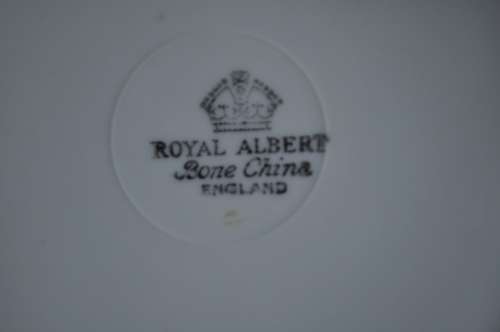 ROYAL ALBERT
Bone China
ENGLAND